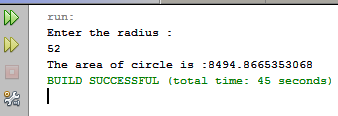 run:
Enter the radius :
52
The area of circle is :8494.8665353068
BUILD SUCCESSFUL (total time: 45 seconds)